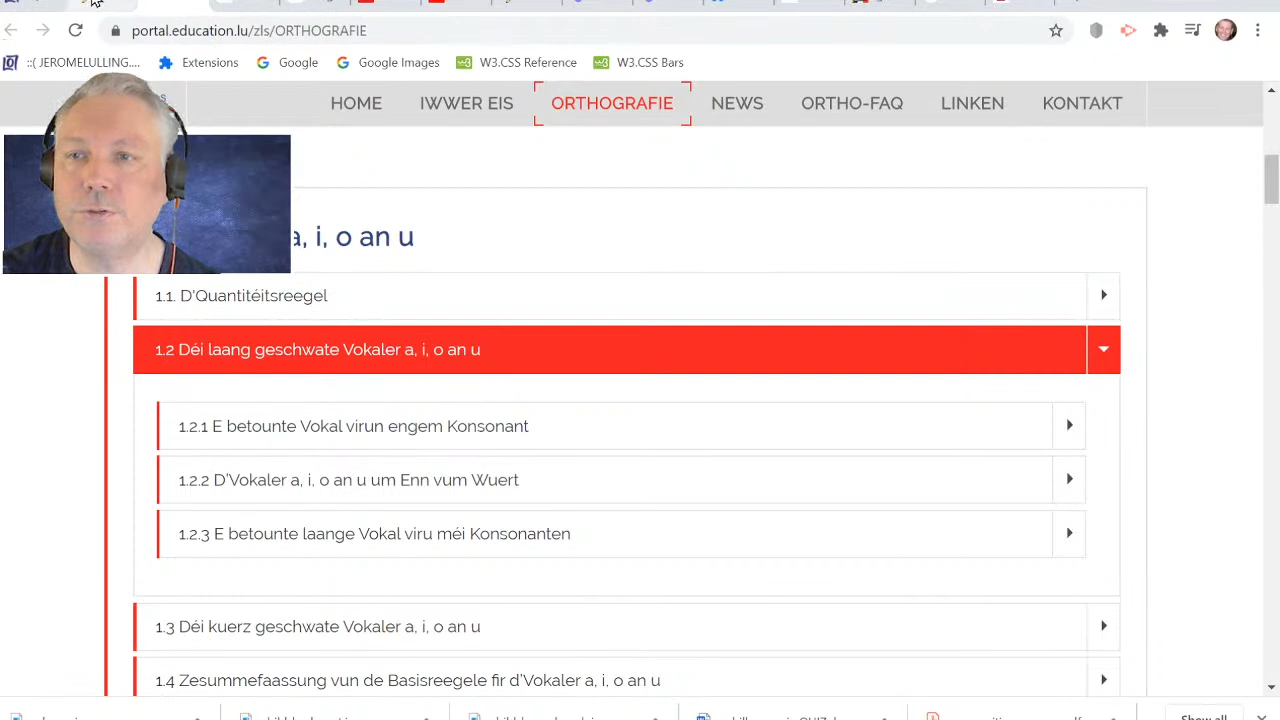 portal.education.lu/zls/ORTHOGRAFIE
::( JEROMELULLING.... Extensions Google Google Images W3.CSS Reference W3.CSS Bars
HOME IWWER EIS ORTHOGRAFIE NEWS ORTHO-FAQ LINKEN KONTAKT
a, i, o an u
1.1. D'Quantitéitsreegel
1.2 Déi laang geschwate Vokaler a, i, o an u
1.2.1 E betounte Vokal virun engem Konsonant
1.2.2 D'Vokaler a, i, o an u um Enn vum Wuert
1.2.3 E betounte laange Vokal viru méi Konsonanten
1.3 Déi kuerz geschwate Vokaler a, i, o an u
1.4 Zesummefaassung vun de Basisreegele fir d'Vokaler a, i, o an u
Show all